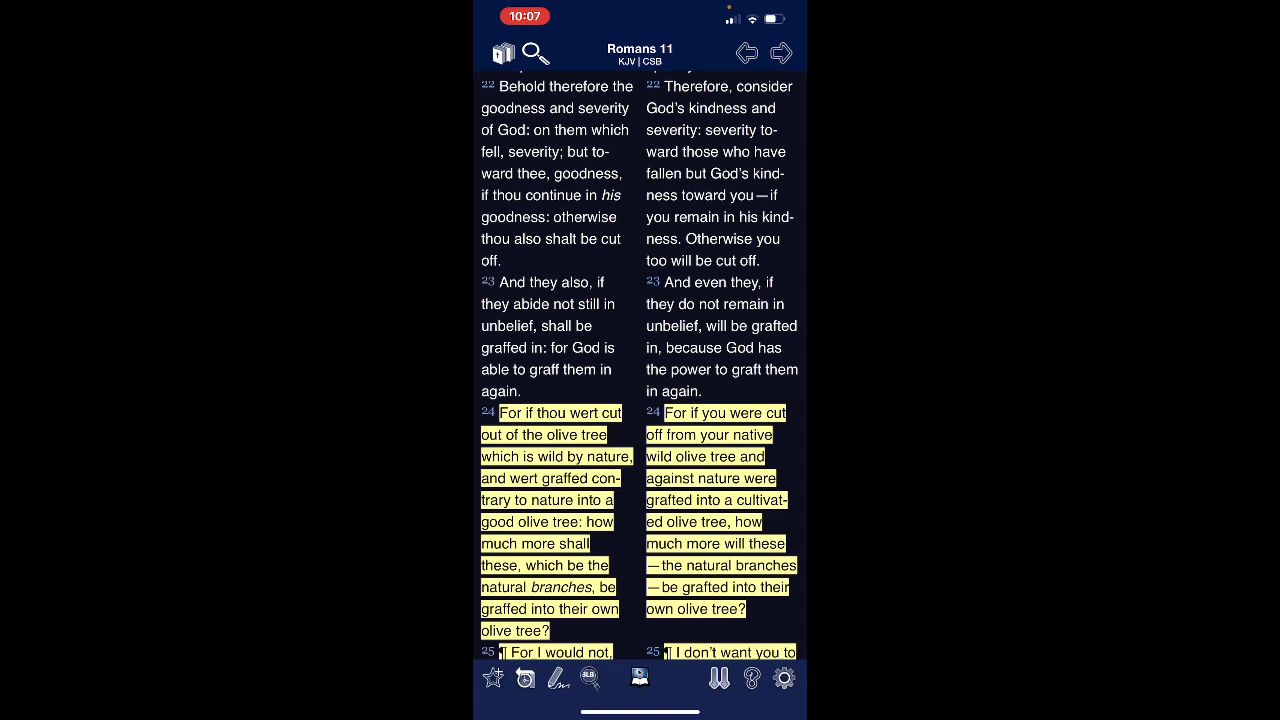 10:07
Romans 11
KJV | CSB
22 Behold therefore the
goodness and severity
of God: on them which
fell, severity; but to-
ward thee, goodness,
if thou continue in his
goodness: otherwise
thou also shalt be cut
off.
23 And they also, if
they abide not still in
unbelief, shall be
graffed in: for God is
able to graff them in
again.
24 For if thou wert cut
out of the olive tree
which is wild by nature,
and wert graffed con-
trary to nature into a
good olive tree: how
much more shall
these, which be the
natural branches, be
graffed into their own
olive tree?
25 ¶ For I would not,
22 Therefore, consider
God's kindness and
severity: severity to-
ward those who have
fallen but God's kind-
ness toward you—if
you remain in his kind-
ness. Otherwise you
too will be cut off.
23 And even they, if
they do not remain in
unbelief, will be grafted
in, because God has
the power to graft them
in again.
24 For if you were cut
off from your native
wild olive tree and
against nature were
grafted into a cultivat-
ed olive tree, how
much more will these
—the natural branches
—be grafted into their
own olive tree?
25 ¶ I don't want you to
BLB